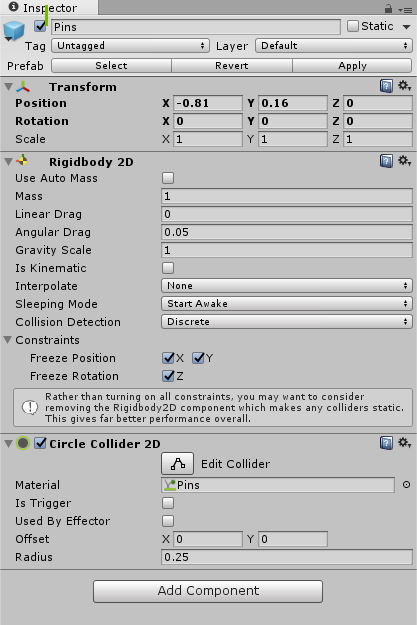 Inspector
Pins Static
Tag Untagged Layer Default
Prefab Select Revert Apply
Transform
Position X -0.81 Y 0.16 Z 0
Rotation X 0 Y 0 Z 0
Scale X 1 Y 1 Z 1
Rigidbody 2D
Use Auto Mass
Mass 1
Linear Drag 0
Angular Drag 0.05
Gravity Scale 1
Is Kinematic
Interpolate None
Sleeping Mode Start Awake
Collision Detection Discrete
Constraints
Freeze Position X Y
Freeze Rotation Z
Rather than turning on all constraints, you may want to consider
removing the Rigidbody2D component which makes any colliders static.
This gives far better performance overall.
Circle Collider 2D
Edit Collider
Material Pins
Is Trigger
Used By Effector
Offset X 0 Y 0
Radius 0.25
Add Component